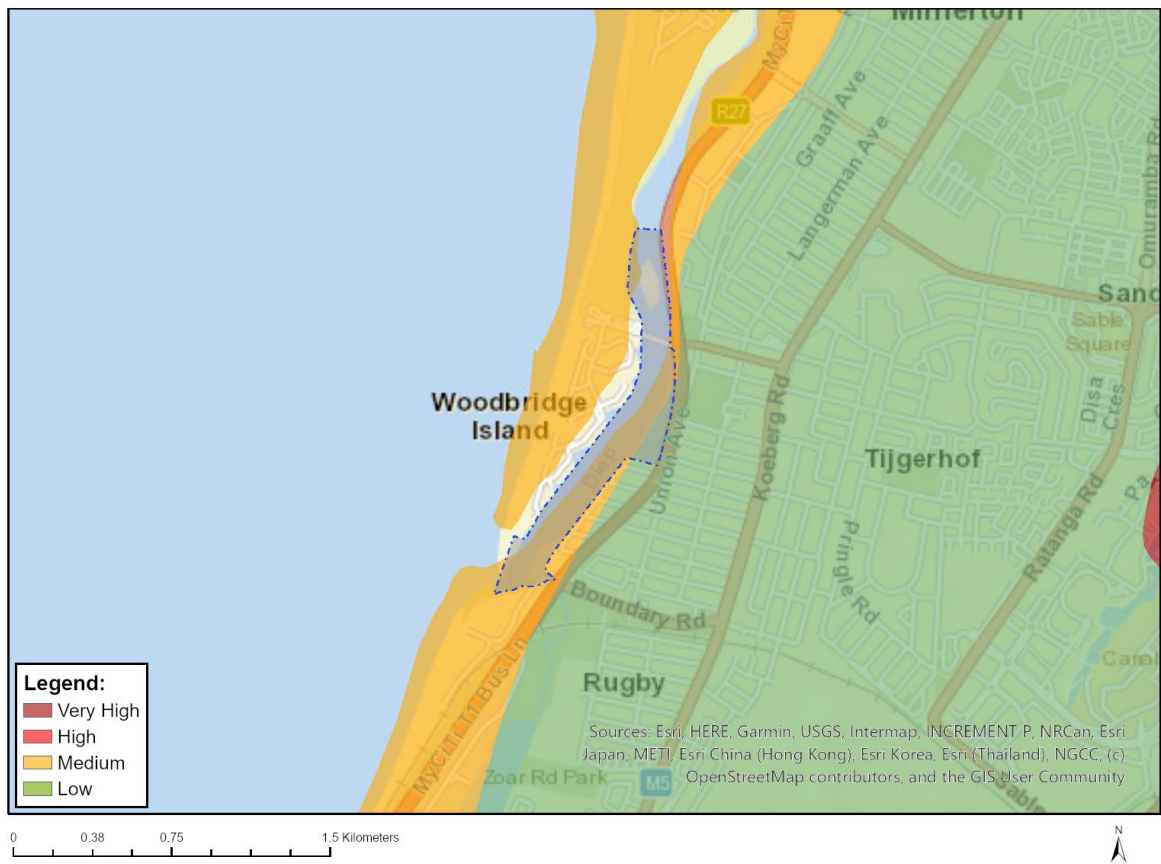 Milnerton
MyCiTi T
R27
Graaff Ave
Langerman Ave
Omuramba Rd
Sand
Sable
Square
Disa
Cres
Woodbridge
Island
Diep
Union Ave
Koeberg Rd
Tijgerhof
Pringle Rd
Ratanga Rd
Pa
Boundary Rd
MyCiTi T1 Bus Ln
Rugby
Canal
Zoar Rd Park
M5
Sable
Sources: Esri, HERE, Garmin, USGS, Intermap, INCREMENT P, NRCan, Esri
Japan, METI, Esri China (Hong Kong), Esri Korea, Esri (Thailand), NGCC, (c)
OpenStreetMap contributors, and the GIS User Community
Legend:
Very High
High
Medium
Low
0 0.38 0.75 1.5 Kilometers
N